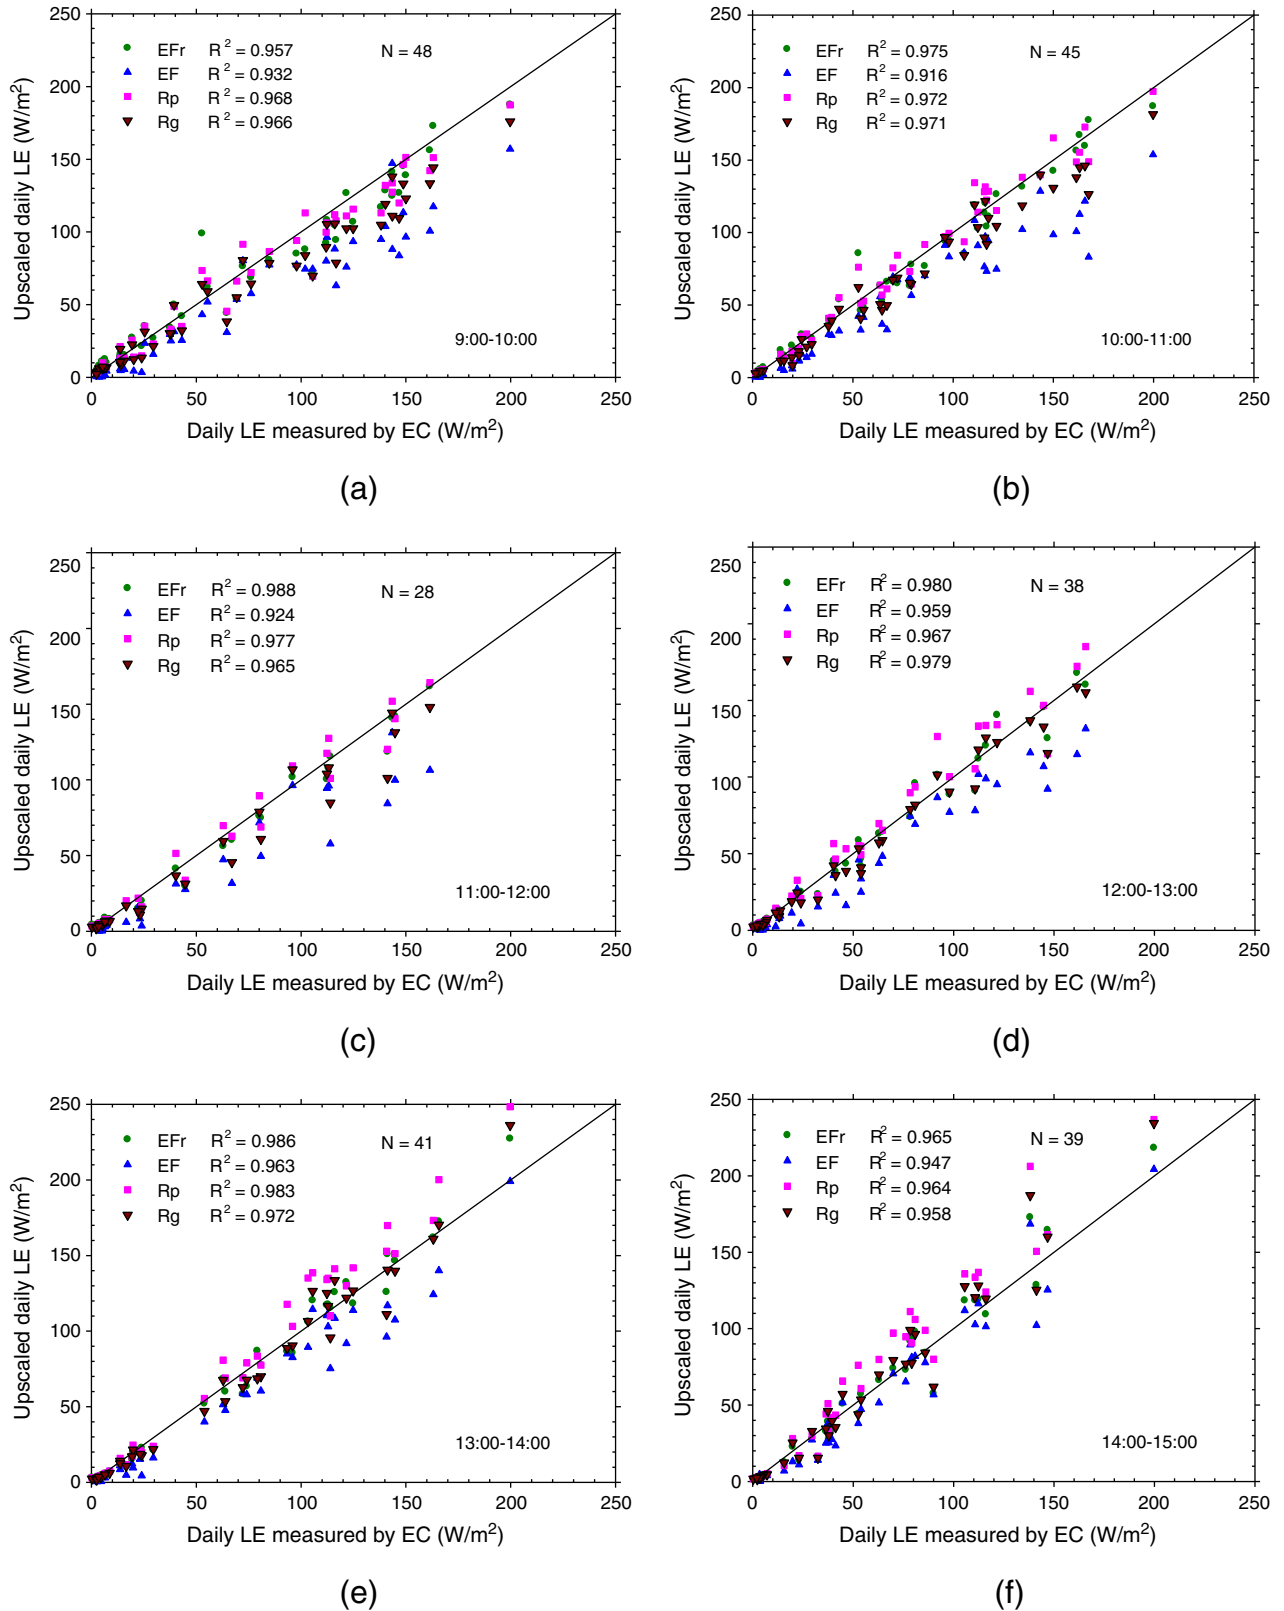 250
200
150
100
50
0
Upscaled daily LE (W/m²)
EFr R² = 0.957
EF R² = 0.932
Rp R² = 0.968
Rg R² = 0.966
N = 48
9:00-10:00
0 50 100 150 200 250
Daily LE measured by EC (W/m²)
(a)
250
200
150
100
50
0
Upscaled daily LE (W/m²)
EFr R² = 0.975
EF R² = 0.916
Rp R² = 0.972
Rg R² = 0.971
N = 45
10:00-11:00
0 50 100 150 200 250
Daily LE measured by EC (W/m²)
(b)
250
200
150
100
50
0
Upscaled daily LE (W/m²)
EFr R² = 0.988
EF R² = 0.924
Rp R² = 0.977
Rg R² = 0.965
N = 28
11:00-12:00
0 50 100 150 200 250
Daily LE measured by EC (W/m²)
(c)
250
200
150
100
50
0
Upscaled daily LE (W/m²)
EFr R² = 0.980
EF R² = 0.959
Rp R² = 0.967
Rg R² = 0.979
N = 38
12:00-13:00
0 50 100 150 200 250
Daily LE measured by EC (W/m²)
(d)
250
200
150
100
50
0
Upscaled daily LE (W/m²)
EFr R² = 0.986
EF R² = 0.963
Rp R² = 0.983
Rg R² = 0.972
N = 41
13:00-14:00
0 50 100 150 200 250
Daily LE measured by EC (W/m²)
(e)
250
200
150
100
50
0
Upscaled daily LE (W/m²)
EFr R² = 0.965
EF R² = 0.947
Rp R² = 0.964
Rg R² = 0.958
N = 39
14:00-15:00
0 50 100 150 200 250
Daily LE measured by EC (W/m²)
(f)